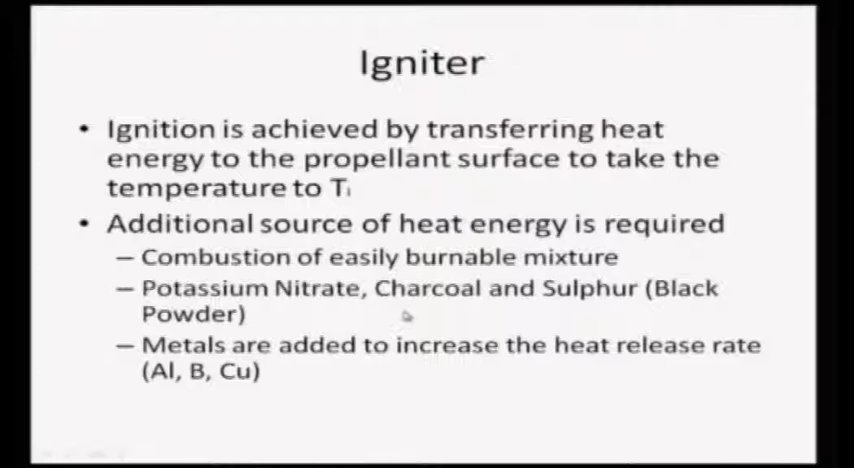 Igniter
• Ignition is achieved by transferring heat
energy to the propellant surface to take the
temperature to Ti
• Additional source of heat energy is required
– Combustion of easily burnable mixture
– Potassium Nitrate, Charcoal and Sulphur (Black
Powder)
– Metals are added to increase the heat release rate
(Al, B, Cu)